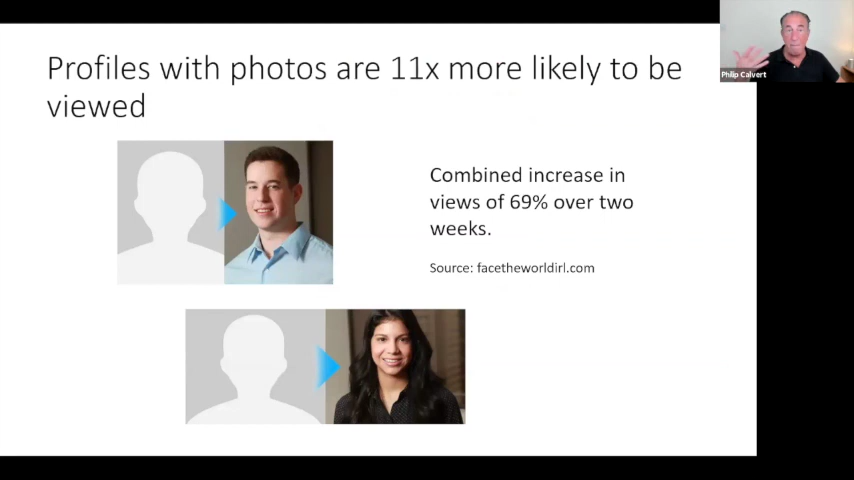 Profiles with photos are 11x more likely to be
viewed
Philip Calvert
Combined increase in
views of 69% over two
weeks.
Source: facetheworldirl.com